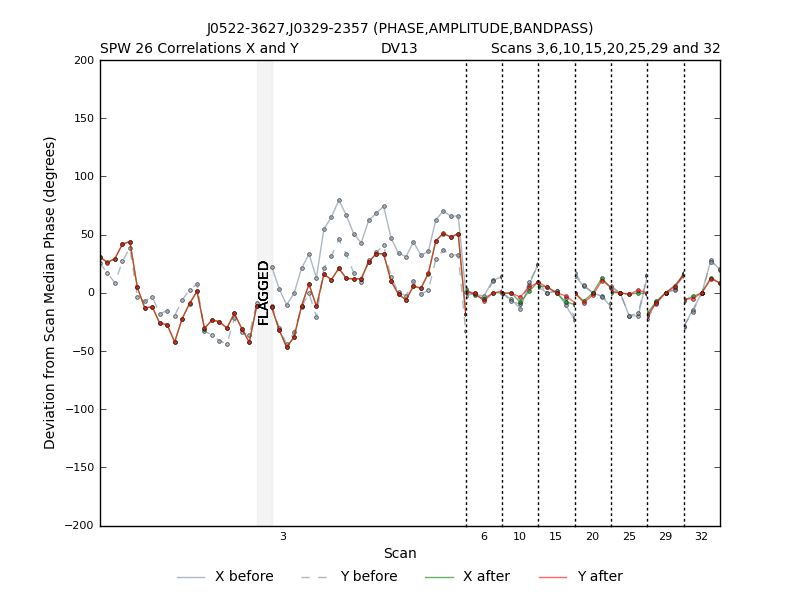 J0522-3627,J0329-2357 (PHASE,AMPLITUDE,BANDPASS)
SPW 26 Correlations X and Y DV13 Scans 3,6,10,15,20,25,29 and 32
200
150
100
50
0
−50
−100
−150
−200
Deviation from Scan Median Phase (degrees)
FLAGGED
3 6 10 15 20 25 29 32
Scan
X before Y before X after Y after